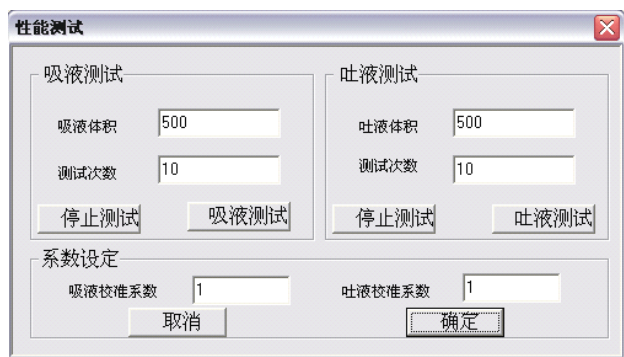 性能测试
吸液测试 吐液测试
吸液体积 500 吐液体积 500
测试次数 10 测试次数 10
停止测试 吸液测试 停止测试 吐液测试
系数设定
吸液校准系数 1 吐液校准系数 1
取消 确定